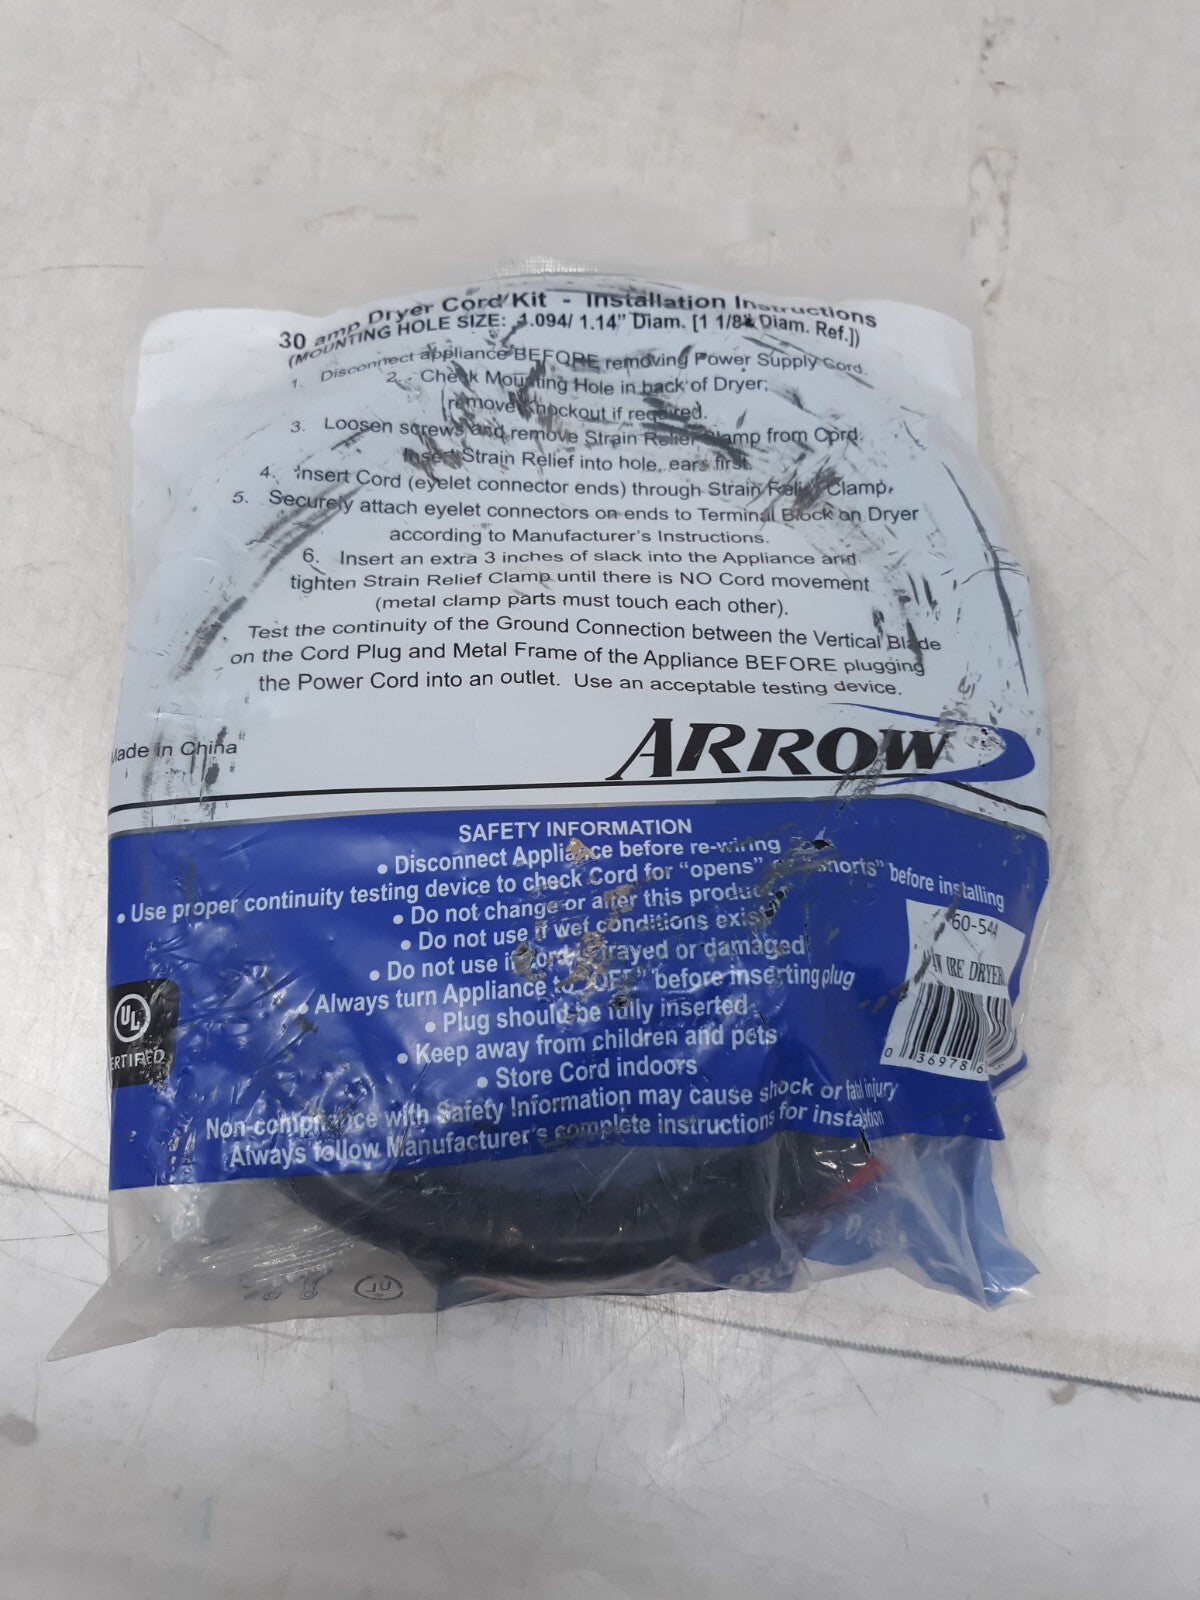 30 amp Dryer Cord Kit - Installation Instructions
(MOUNTING HOLE SIZE: 1.094/ 1.14" Diam. [1 1/8" Diam. Ref.])
1. Disconnect appliance BEFORE removing Power Supply Cord.
2. Check Mounting Hole in back of Dryer;
(remove knockout if required.
3. Loosen screws and remove Strain Relief Clamp from Cord.
Insert Strain Relief into hole, ears first.
4. Insert Cord (eyelet connector ends) through Strain Relief Clamp.
5. Securely attach eyelet connectors on ends to Terminal Block on Dryer
according to Manufacturer's Instructions.
6. Insert an extra 3 inches of slack into the Appliance and
tighten Strain Relief Clamp until there is NO Cord movement
(metal clamp parts must touch each other).
Test the continuity of the Ground Connection between the Vertical Blade
on the Cord Plug and Metal Frame of the Appliance BEFORE plugging
the Power Cord into an outlet. Use an acceptable testing device.
Made in China
ARROW
SAFETY INFORMATION
• Disconnect Appliance before re-wiring
• Use proper continuity testing device to check Cord for "opens" shorts" before installing
• Do not change or alter this product
• Do not use if wet conditions exist
• Do not use if Cord is frayed or damaged
• Always turn Appliance to "OFF" before inserting plug
• Plug should be fully inserted
• Keep away from children and pets
• Store Cord indoors
Non-compliance with Safety Information may cause shock or fatal injury
Always follow Manufacturer's complete instructions for installation
UL
ERTIFIED
60-544
IRE DRYER
0 36978 6
UL